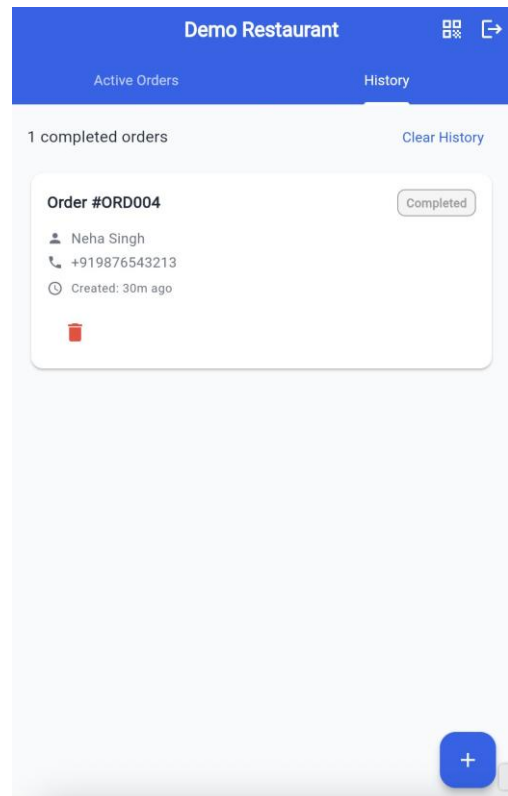 Demo Restaurant
Active Orders
History
1 completed orders
Clear History
Order #ORD004
Completed
Neha Singh
+919876543213
Created: 30m ago
+